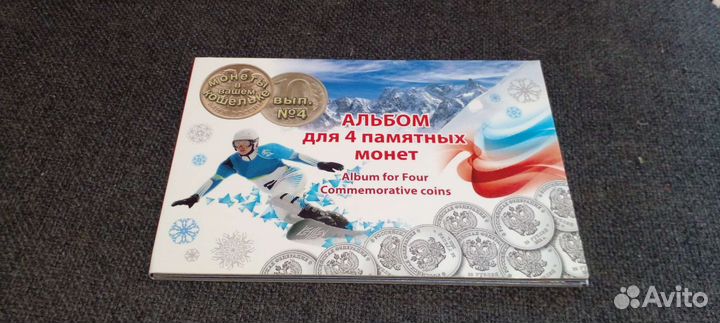 МОНЕТЫ
в
вашем
кошельке
вып.
№4
АЛЬБОМ
для 4 памятных
монет
Album for Four
Commemorative coins
Avito